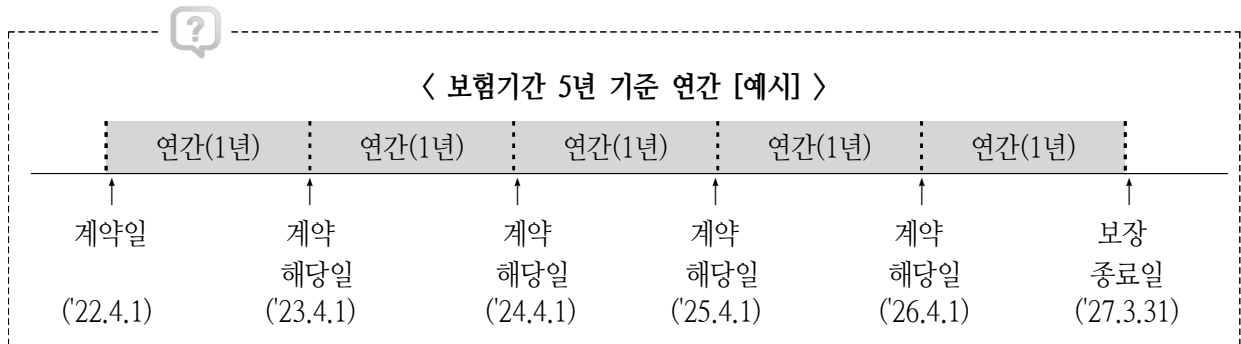 ?
〈 보험기간 5년 기준 연간 [예시] 〉
연간(1년) 연간(1년) 연간(1년) 연간(1년) 연간(1년)
계약일 계약 계약 계약 계약 보장
해당일 해당일 해당일 해당일 종료일
('22.4.1) ('23.4.1) ('24.4.1) ('25.4.1) ('26.4.1) ('27.3.31)